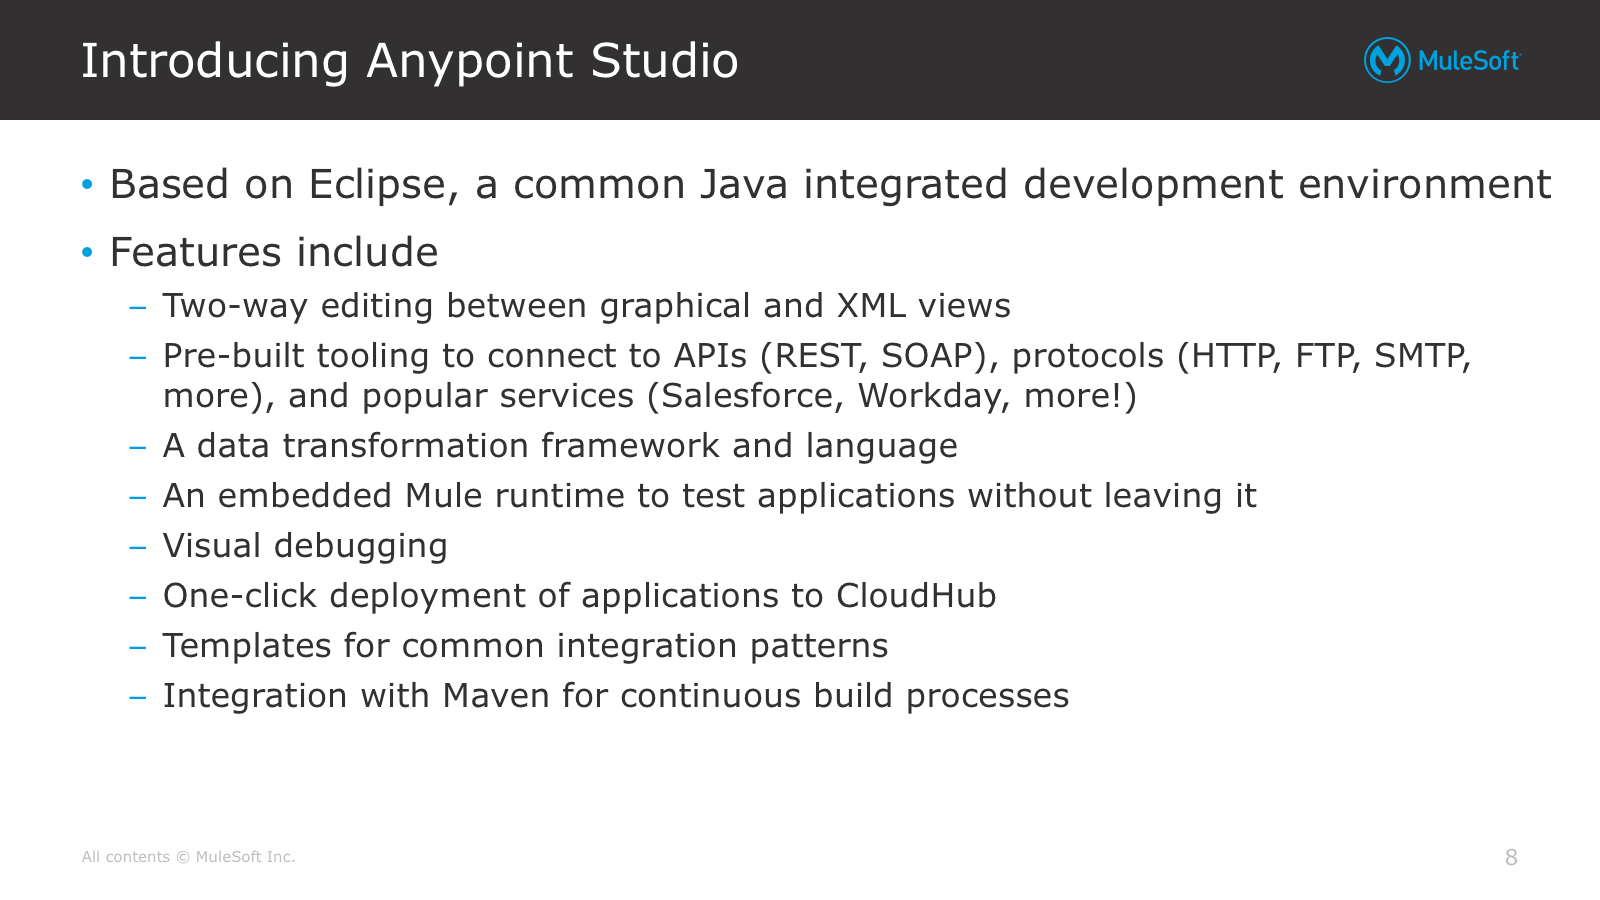 Introducing Anypoint Studio
MuleSoft
• Based on Eclipse, a common Java integrated development environment
• Features include
– Two-way editing between graphical and XML views
– Pre-built tooling to connect to APIs (REST, SOAP), protocols (HTTP, FTP, SMTP,
more), and popular services (Salesforce, Workday, more!)
– A data transformation framework and language
– An embedded Mule runtime to test applications without leaving it
– Visual debugging
– One-click deployment of applications to CloudHub
– Templates for common integration patterns
– Integration with Maven for continuous build processes
All contents © MuleSoft Inc.
8